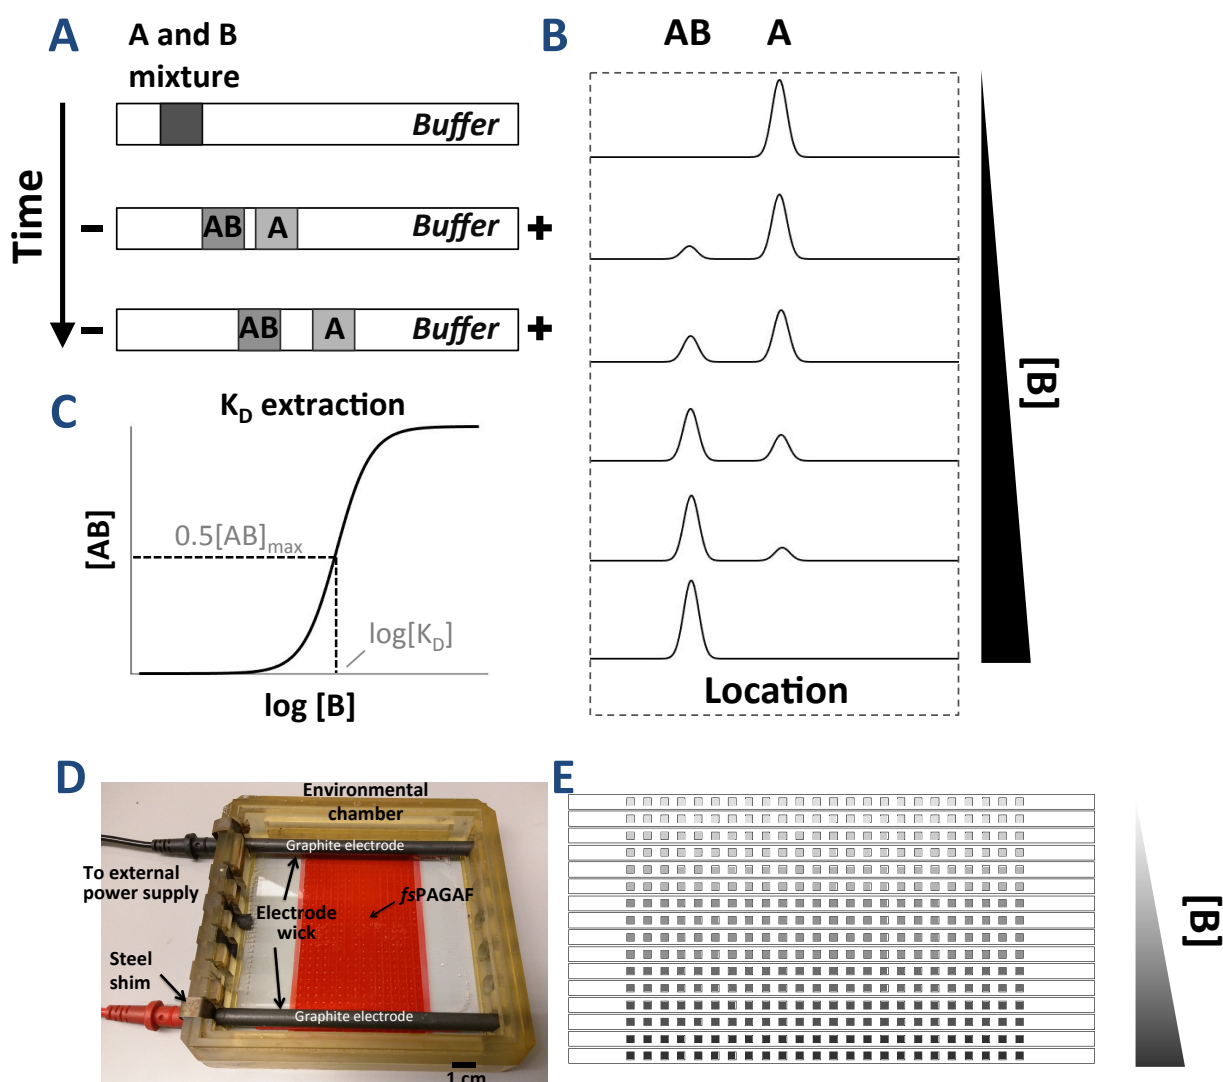 A
A and B
mixture
Time
Buffer
-
AB
A
Buffer
+
-
AB
A
Buffer
+
B
AB
A
[B]
Location
C
K_D extraction
[AB]
0.5[AB]_max
log[K_D]
log [B]
D
Environmental
chamber
Graphite electrode
To external
power supply
fsPAGAF
Electrode
wick
Steel
shim
Graphite electrode
1 cm
E
[B]